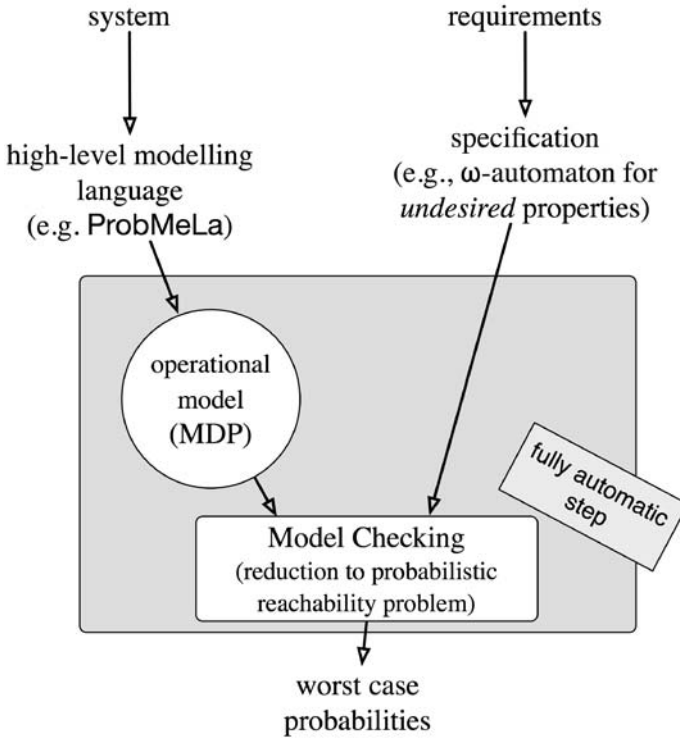 system
requirements
high-level modelling
language
(e.g. ProbMeLa)
specification
(e.g., ω-automaton for
undesired properties)
operational
model
(MDP)
fully automatic
step
Model Checking
(reduction to probabilistic
reachability problem)
worst case
probabilities